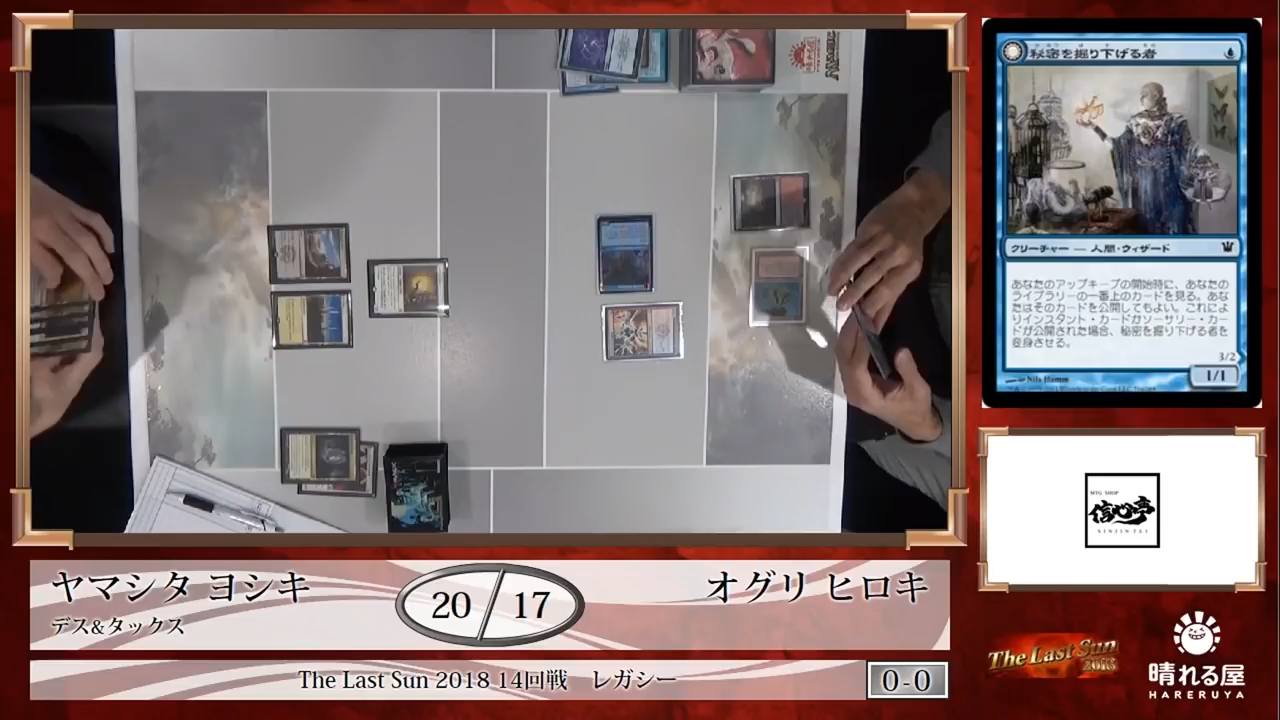 秘密を掘り下げる者
クリーチャー — 人間・ウィザード
あなたのアップキープの開始時に、あなたの
ライブラリーの一番上のカードを見る。あな
たはそのカードを公開してもよい。これによ
りインスタント・カードかソーサリー・カー
ドが公開された場合、秘密を掘り下げる者を
変身させる。
3/2
Nils Hamm
1/1
MTG SHOP
信心亭
SINJIN-TEI
ヤマシタ ヨシキ
デス&タックス
20 / 17
オグリ ヒロキ
The Last Sun 2018 14回戦 レガシー
0-0
The Last Sun
2018
晴れる屋
HARERUYA